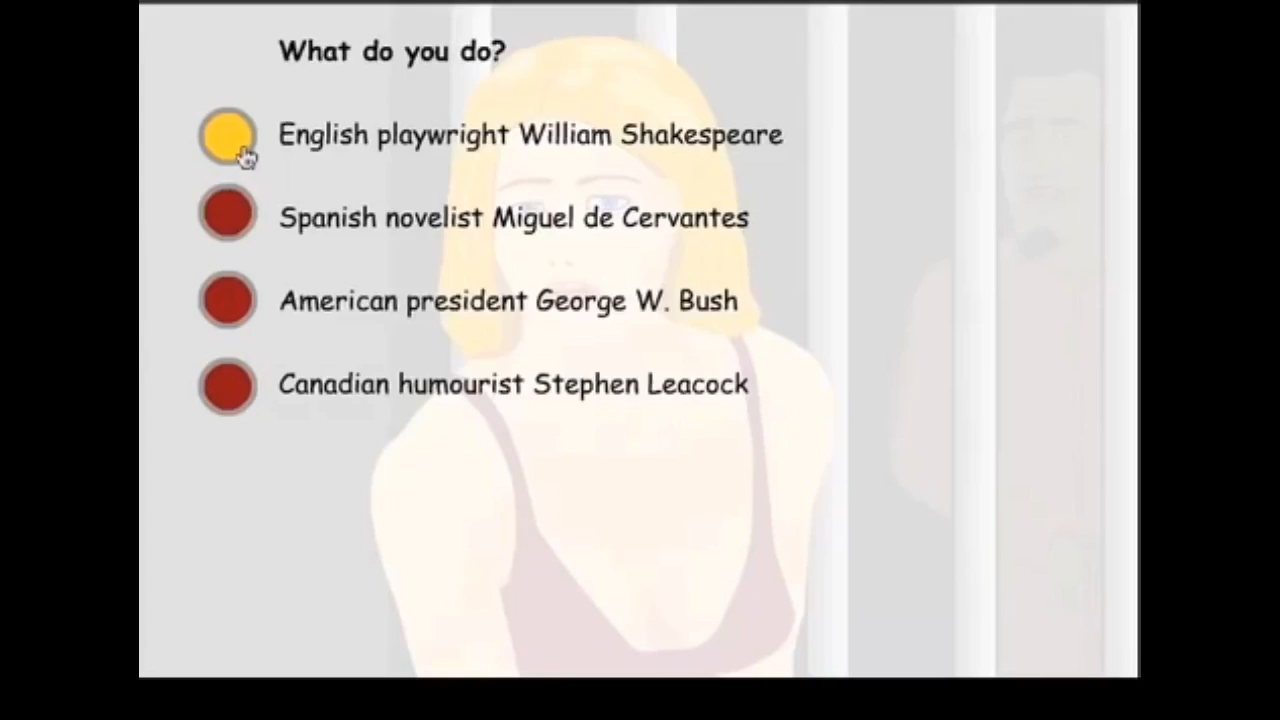 What do you do?
English playwright William Shakespeare
Spanish novelist Miguel de Cervantes
American president George W. Bush
Canadian humourist Stephen Leacock